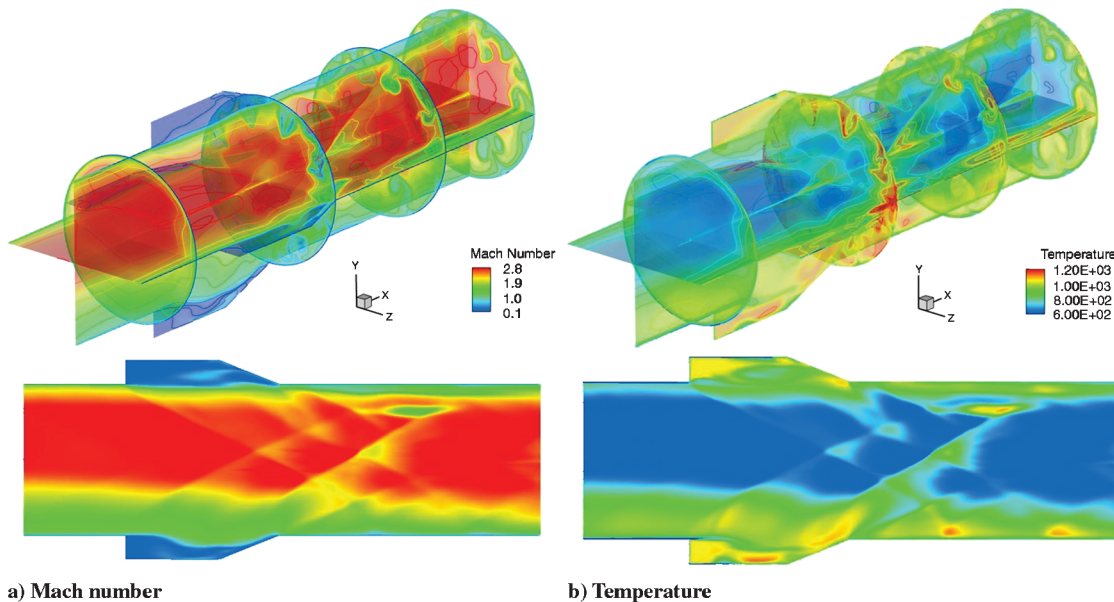 Mach Number
2.8
1.9
1.0
0.1
Y
X
Z
Temperature
1.20E+03
1.00E+03
8.00E+02
6.00E+02
Y
X
Z
a) Mach number
b) Temperature